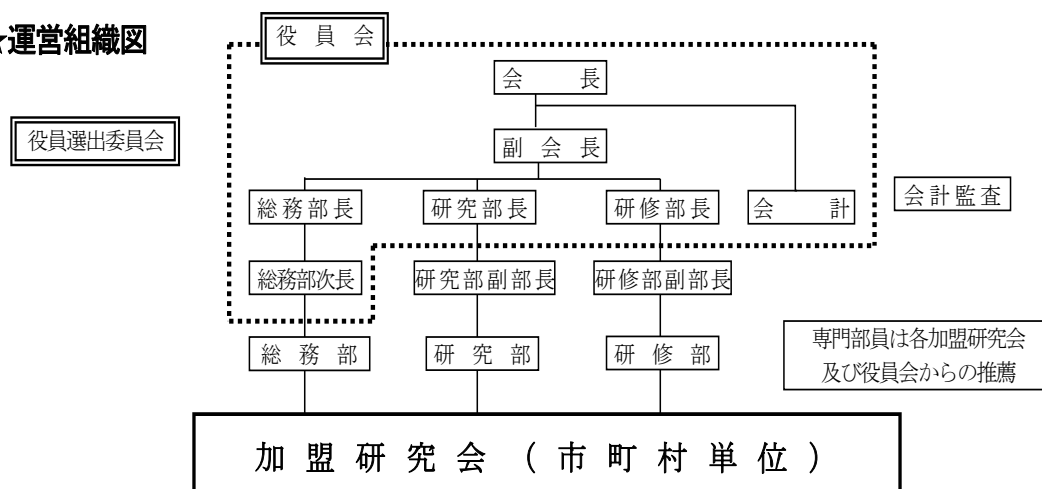 ☆運営組織図
役員会
会長
役員選出委員会
副会長
総務部長
研究部長
研修部長
会計
会計監査
総務部次長
研究部副部長
研修部副部長
総務部
研究部
研修部
専門部員は各加盟研究会
及び役員会からの推薦
加盟研究会(市町村単位)